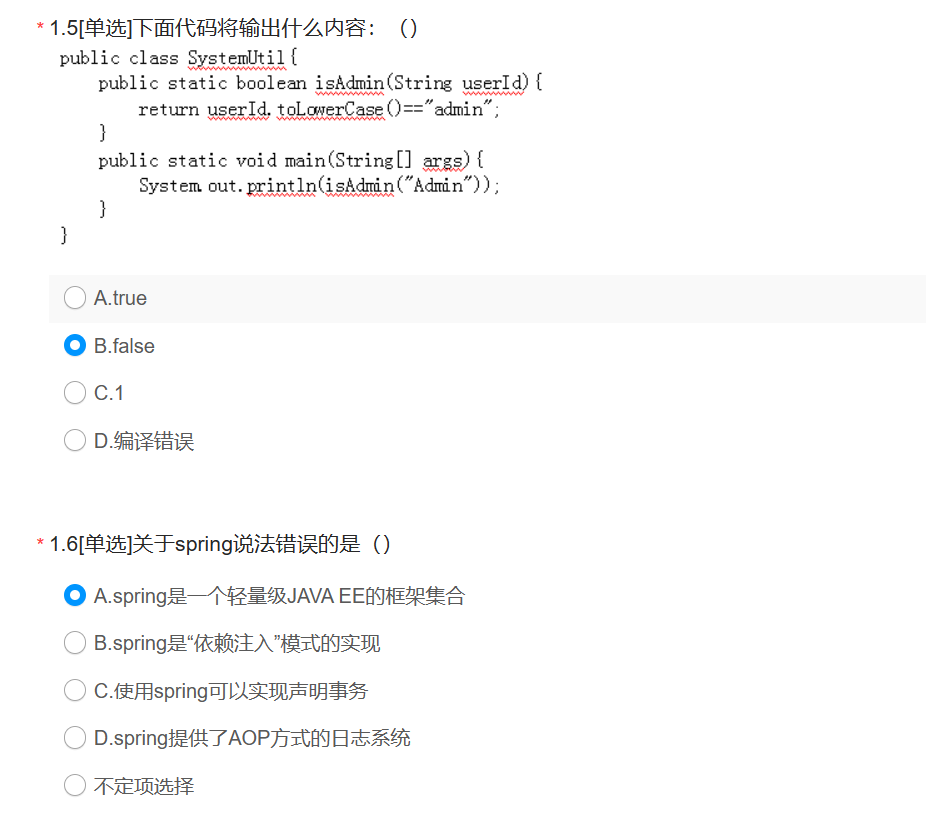 * 1.5[单选]下面代码将输出什么内容：（）
public class SystemUtil{
public static boolean isAdmin(String userId){
return userId.toLowerCase()=="admin";
}
public static void main(String[] args){
System.out.println(isAdmin("Admin"));
}
}
A.true
B.false
C.1
D.编译错误
* 1.6[单选]关于spring说法错误的是（）
A.spring是一个轻量级JAVA EE的框架集合
B.spring是“依赖注入”模式的实现
C.使用spring可以实现声明事务
D.spring提供了AOP方式的日志系统
不定项选择